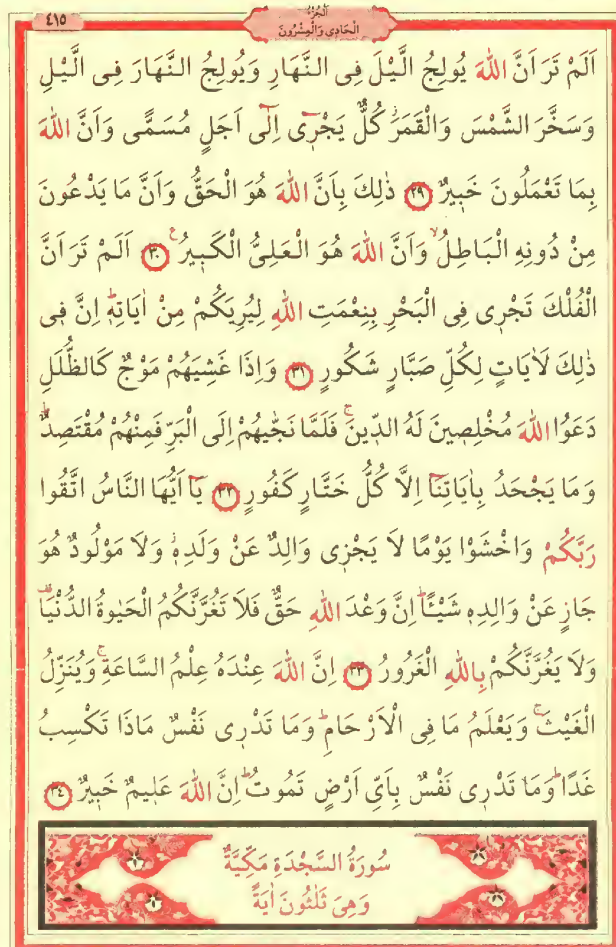 ٤١٥
اَلْجُزْءُ
الْحَادِى وَالْعِشْرُونَ
اَلَمْ تَرَ اَنَّ اللّٰهَ يُولِجُ الَّيْلَ فِى النَّهَارِ وَيُولِجُ النَّهَارَ فِى الَّيْلِ
وَسَخَّرَ الشَّمْسَ وَالْقَمَرَۘ كُلٌّ يَجْرٖٓى اِلٰٓى اَجَلٍ مُسَمًّى وَاَنَّ اللّٰهَ
بِمَا تَعْمَلُونَ خَبٖيرٌ ﴿٢٩﴾ ذٰلِكَ بِاَنَّ اللّٰهَ هُوَ الْحَقُّ وَاَنَّ مَا يَدْعُونَ
مِنْ دُونِهِ الْبَاطِلُۙ وَاَنَّ اللّٰهَ هُوَ الْعَلِىُّ الْكَبٖيرُ ﴿٣٠﴾ اَلَمْ تَرَ اَنَّ
الْفُلْكَ تَجْرٖى فِى الْبَحْرِ بِنِعْمَتِ اللّٰهِ لِيُرِيَكُمْ مِنْ اٰيَاتِهٖۜ اِنَّ فٖى
ذٰلِكَ لَاٰيَاتٍ لِكُلِّ صَبَّارٍ شَكُورٍ ﴿٣١﴾ وَاِذَا غَشِيَهُمْ مَوْجٌ كَالظُّلَلِ
دَعَوُا اللّٰهَ مُخْلِصٖينَ لَهُ الدّٖينَۚ فَلَمَّا نَجّٰيهُمْ اِلَى الْبَرِّ فَمِنْهُمْ مُقْتَصِدٌۜ
وَمَا يَجْحَدُ بِاٰيَاتِنَٓا اِلَّا كُلُّ خَتَّارٍ كَفُورٍ ﴿٣٢﴾ يَٓا اَيُّهَا النَّاسُ اتَّقُوا
رَبَّكُمْ وَاخْشَوْا يَوْمًا لَا يَجْزٖى وَالِدٌ عَنْ وَلَدِهٖۘ وَلَا مَوْلُودٌ هُوَ
جَازٍ عَنْ وَالِدِهٖ شَيْـًٔاۜ اِنَّ وَعْدَ اللّٰهِ حَقٌّ فَلَا تَغُرَّنَّكُمُ الْحَيٰوةُ الدُّنْيَا۠
وَلَا يَغُرَّنَّكُمْ بِاللّٰهِ الْغَرُورُ ﴿٣٣﴾ اِنَّ اللّٰهَ عِنْدَهُ عِلْمُ السَّاعَةِۚ وَيُنَزِّلُ
الْغَيْثَۚ وَيَعْلَمُ مَا فِى الْاَرْحَامِۜ وَمَا تَدْرٖى نَفْسٌ مَاذَا تَكْسِبُ
غَدًاۜ وَمَا تَدْرٖى نَفْسٌ بِاَىِّ اَرْضٍ تَمُوتُۜ اِنَّ اللّٰهَ عَلٖيمٌ خَبٖيرٌ ﴿٣٤﴾
سُورَةُ السَّجْدَةِ مَكِّيَّةٌ
وَهِىَ ثَلٰثُونَ اٰيَةً